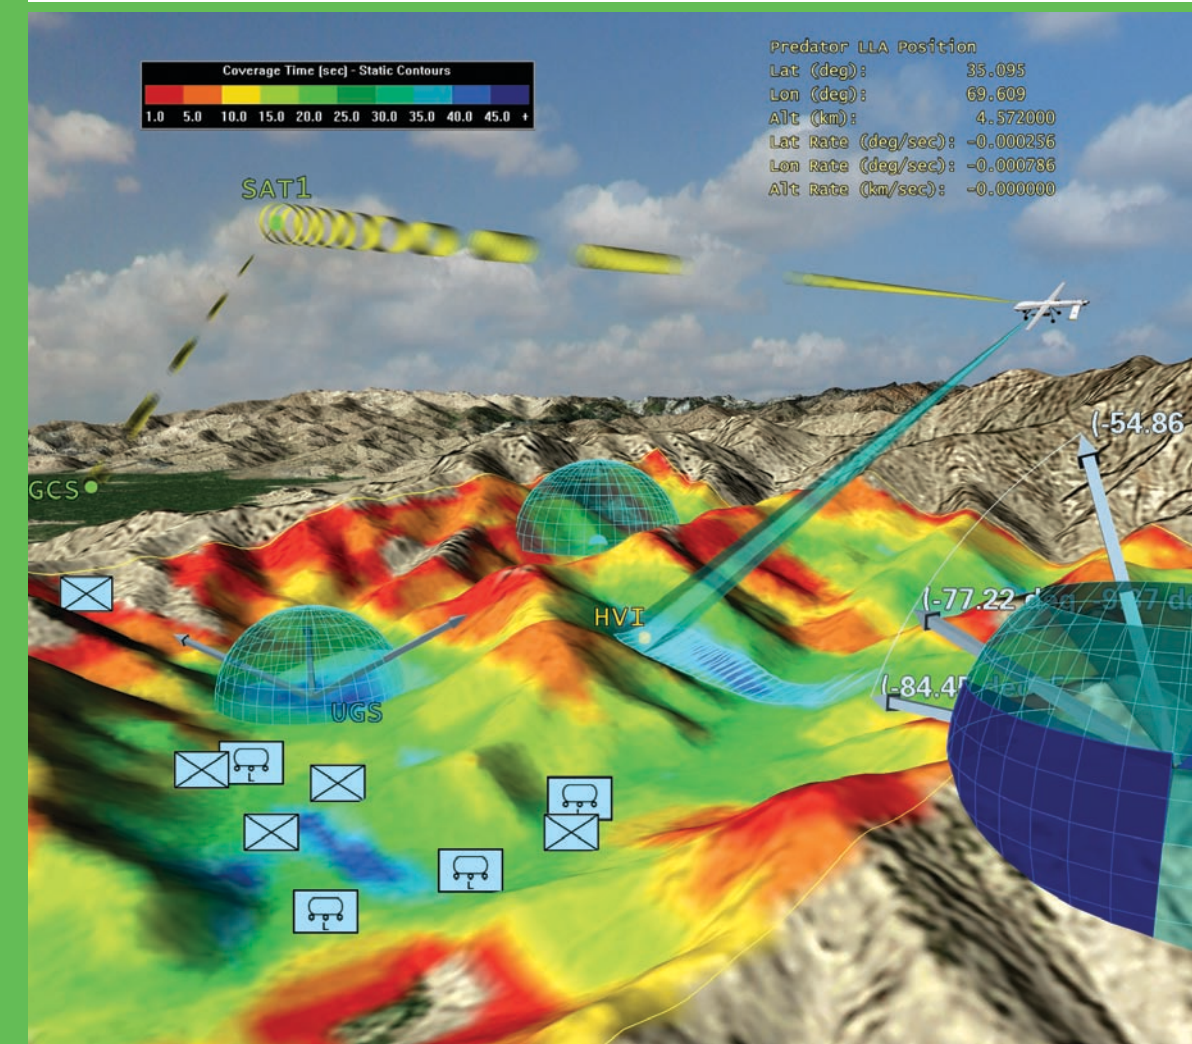 Coverage Time (sec) - Static Contours
1.0 5.0 10.0 15.0 20.0 25.0 30.0 35.0 40.0 45.0 +
Predator LLA Position
Lat (deg): 35.095
Lon (deg): 69.609
Alt (km): 4.572000
Lat Rate (deg/sec): -0.000256
Lon Rate (deg/sec): -0.000786
Alt Rate (km/sec): -0.000000
SAT1
(-54.86
GCS
(-77.22 deg
HVI
(-84.45
UGS
L
L
L
L